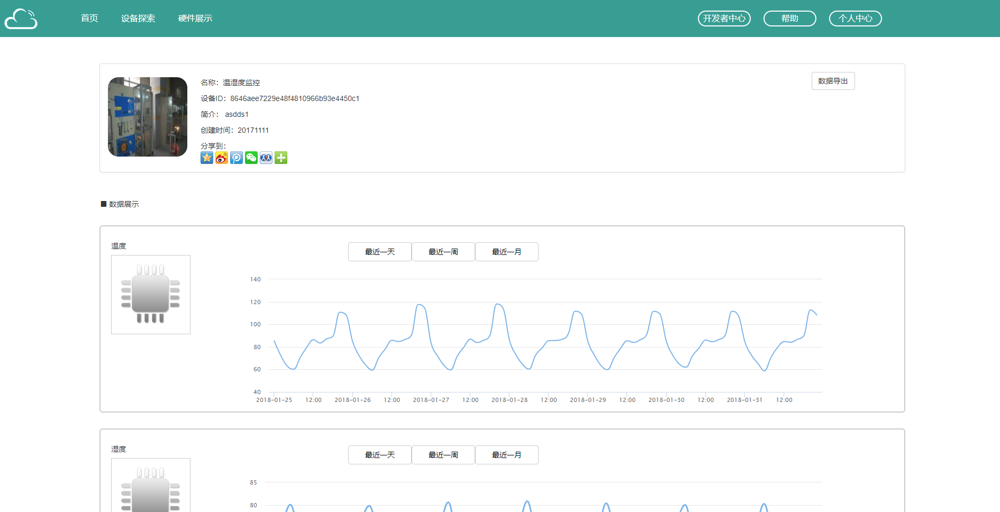 首页 设备探索 硬件展示 开发者中心 帮助 个人中心
名称：温湿度监控 数据导出
设备ID：8646aee7229e48f4810966b93e4450c1
简介： asdds1
创建时间：20171111
分享到：
■ 数据展示
温度
最近一天 最近一周 最近一月
140
120
100
80
60
40
2018-01-25 12:00 2018-01-26 12:00 2018-01-27 12:00 2018-01-28 12:00 2018-01-29 12:00 2018-01-30 12:00 2018-01-31 12:00
湿度
最近一天 最近一周 最近一月
85
80